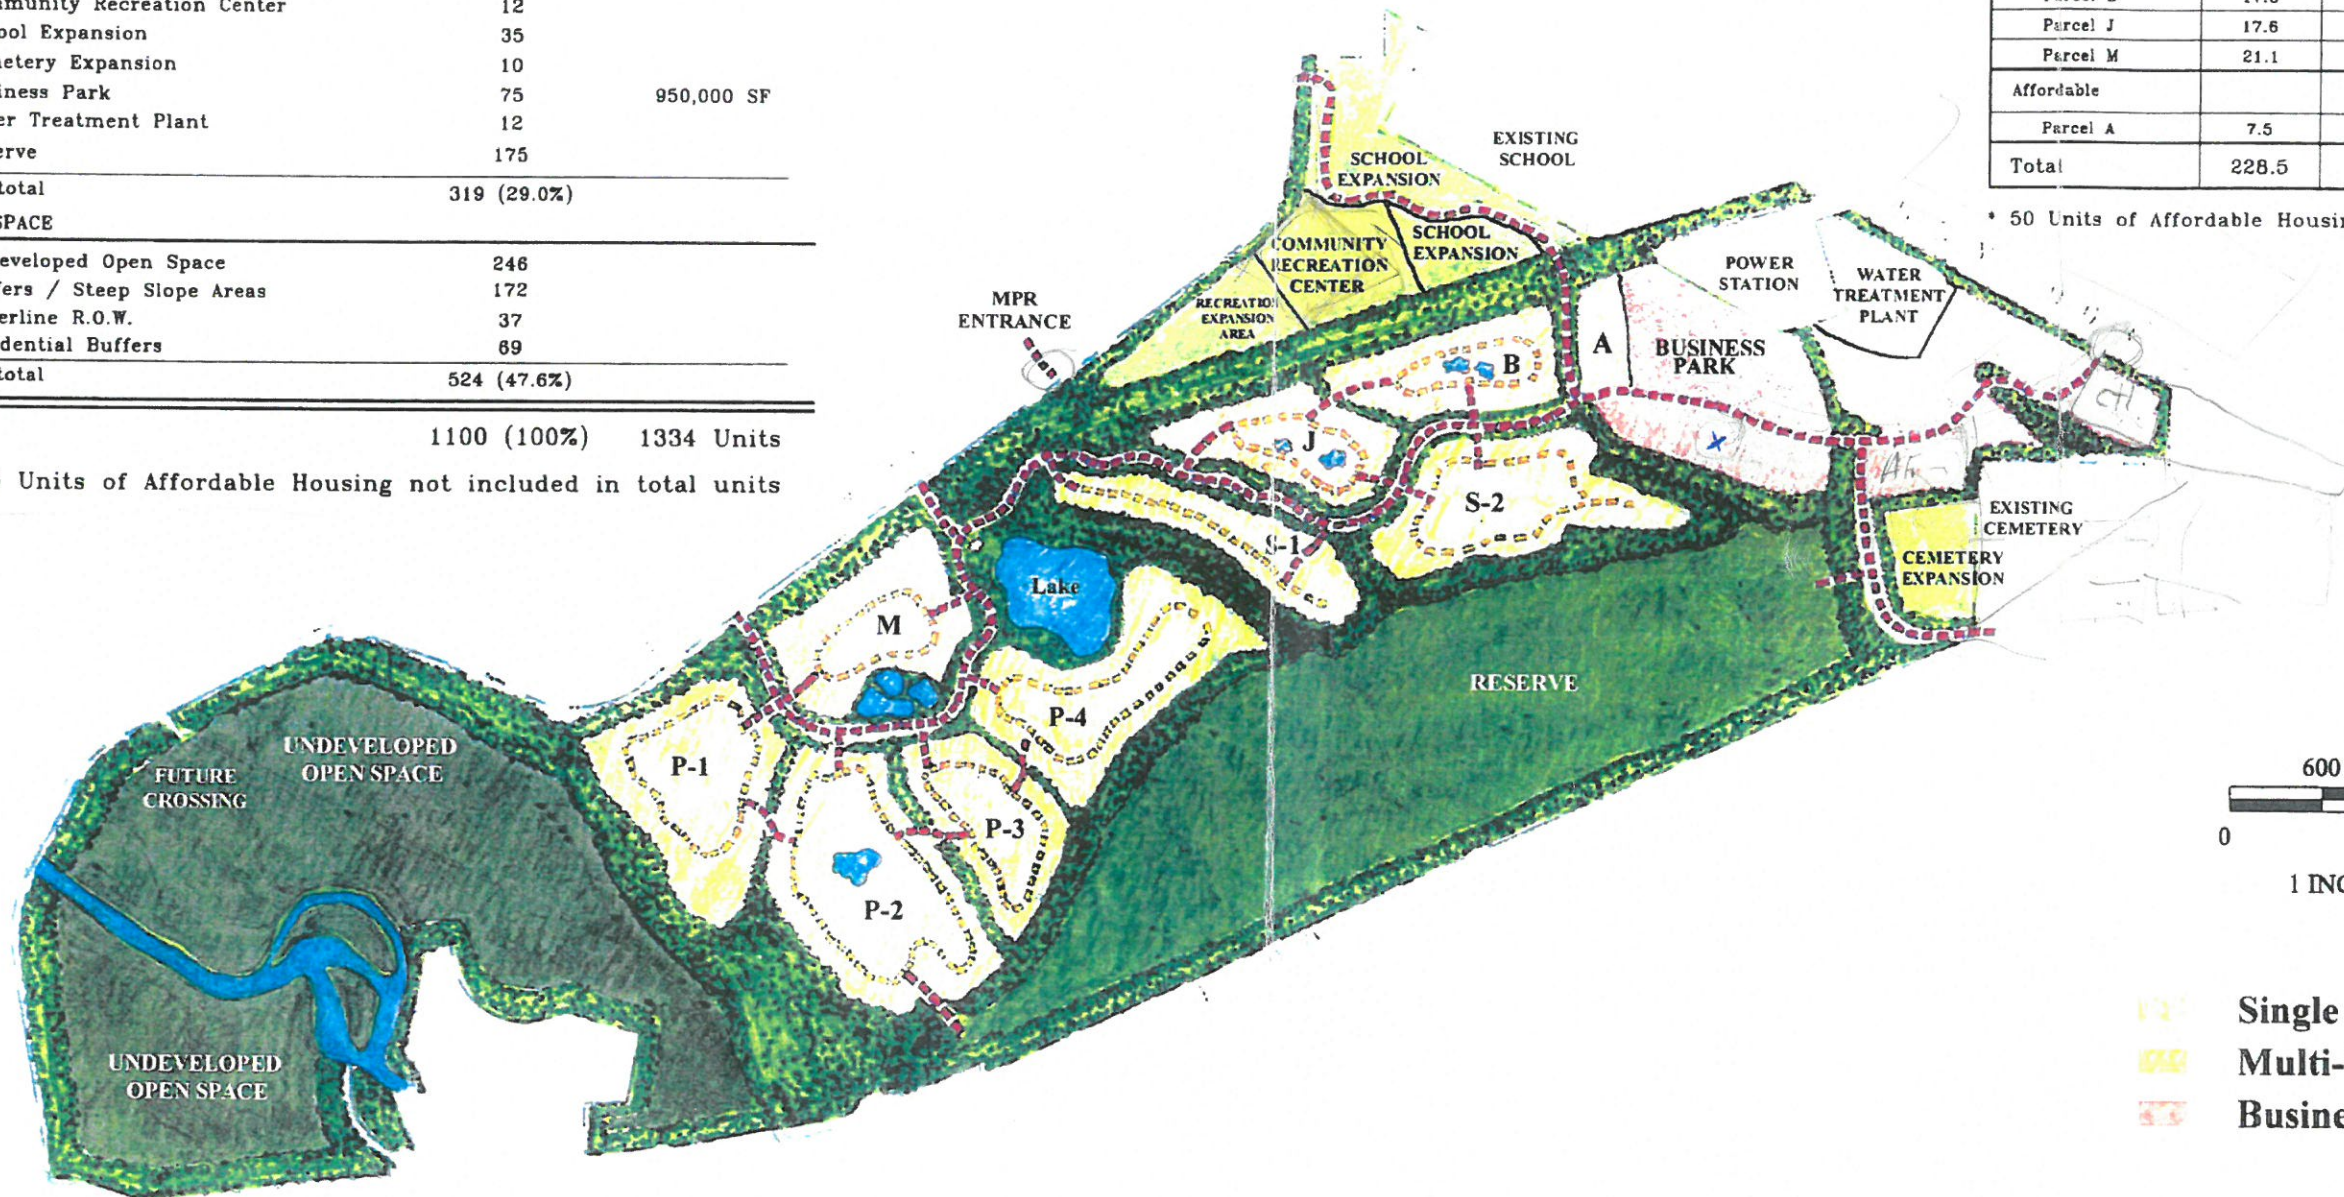 mmunity Recreation Center 12
ool Expansion 35
etery Expansion 10
iness Park 75 950,000 SF
er Treatment Plant 12
erve 175
total 319 (29.0%)
SPACE
eveloped Open Space 246
ers / Steep Slope Areas 172
erline R.O.W. 37
dential Buffers 69
total 524 (47.6%)
1100 (100%) 1334 Units
Units of Affordable Housing not included in total units
Parcel J 17.6
Parcel M 21.1
Affordable
Parcel A 7.5
Total 228.5
* 50 Units of Affordable Housin
EXISTING
SCHOOL
SCHOOL
EXPANSION
COMMUNITY
RECREATION
CENTER
SCHOOL
EXPANSION
RECREATION
EXPANSION
AREA
MPR
ENTRANCE
POWER
STATION
WATER
TREATMENT
PLANT
A
BUSINESS
PARK
B
J
S-2
S-1
EXISTING
CEMETERY
CEMETERY
EXPANSION
Lake
M
RESERVE
P-4
P-1
P-3
P-2
UNDEVELOPED
OPEN SPACE
FUTURE
CROSSING
UNDEVELOPED
OPEN SPACE
600
0
1 INC
Single
Multi-
Busine